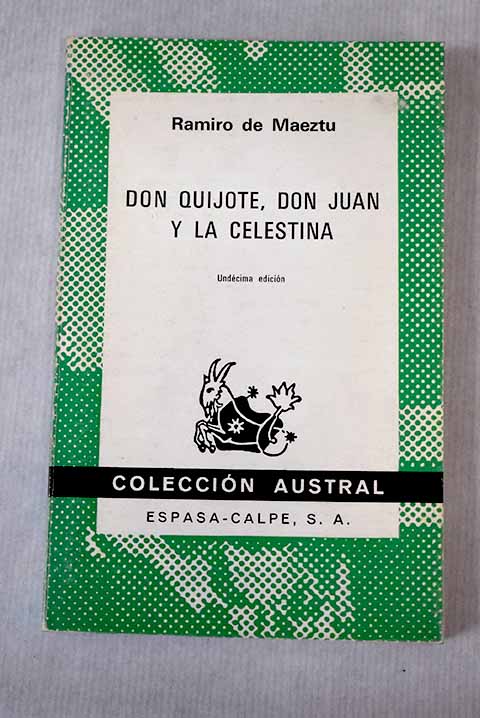 Ramiro de Maeztu
DON QUIJOTE, DON JUAN
Y LA CELESTINA
Undécima edición
COLECCIÓN AUSTRAL
ESPASA-CALPE, S. A.